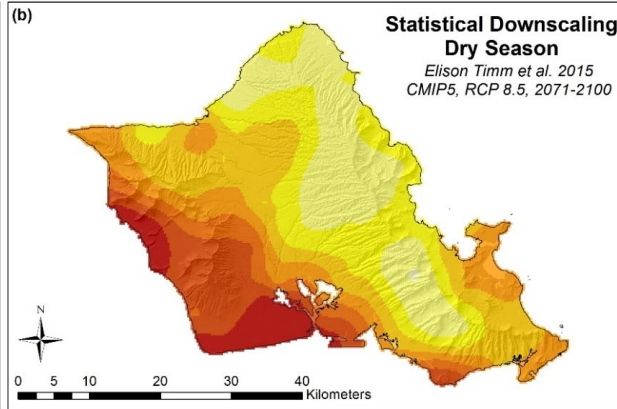 (b)
Statistical Downscaling
Dry Season
Elison Timm et al. 2015
CMIP5, RCP 8.5, 2071-2100
N
0 5 10 20 30 40
Kilometers